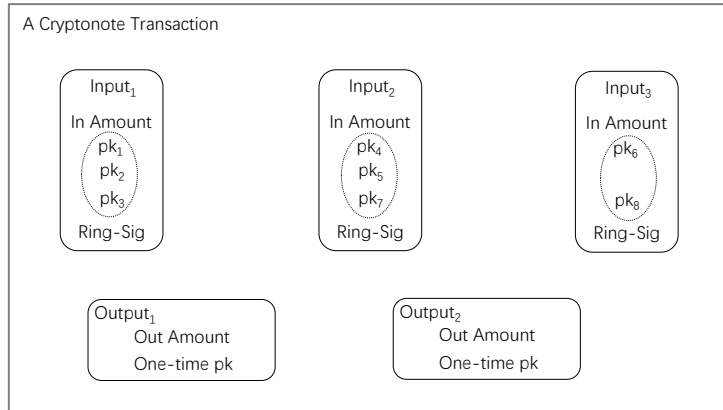 A Cryptonote Transaction
Input₁
In Amount
pk₁
pk₂
pk₃
Ring-Sig
Input₂
In Amount
pk₄
pk₅
pk₇
Ring-Sig
Input₃
In Amount
pk₆
pk₈
Ring-Sig
Output₁
Out Amount
One-time pk
Output₂
Out Amount
One-time pk